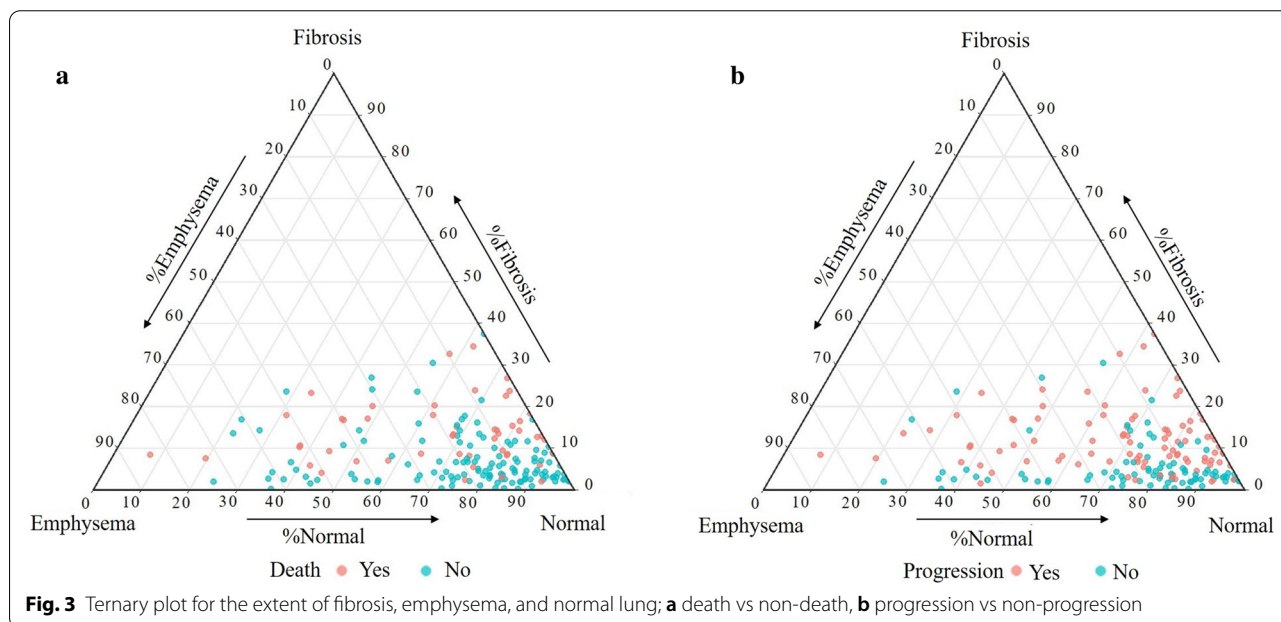 Fibrosis
a
0
10 90
20 80
30 70
40 60
50 50
60 40
70 30
80 20
90 10
0 0
10 20 30 40 50 60 70 80 90
%Emphysema
%Fibrosis
Emphysema Normal
%Normal
Death Yes No
Fibrosis
b
0
10 90
20 80
30 70
40 60
50 50
60 40
70 30
80 20
90 10
0 0
10 20 30 40 50 60 70 80 90
%Emphysema
%Fibrosis
Emphysema Normal
%Normal
Progression Yes No
Fig. 3 Ternary plot for the extent of fibrosis, emphysema, and normal lung; a death vs non-death, b progression vs non-progression